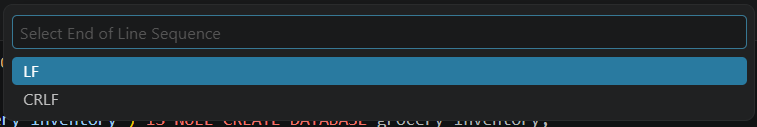 Select End of Line Sequence
LF
CRLF
IS NULL CREATE DATABASE grocery_inventory;